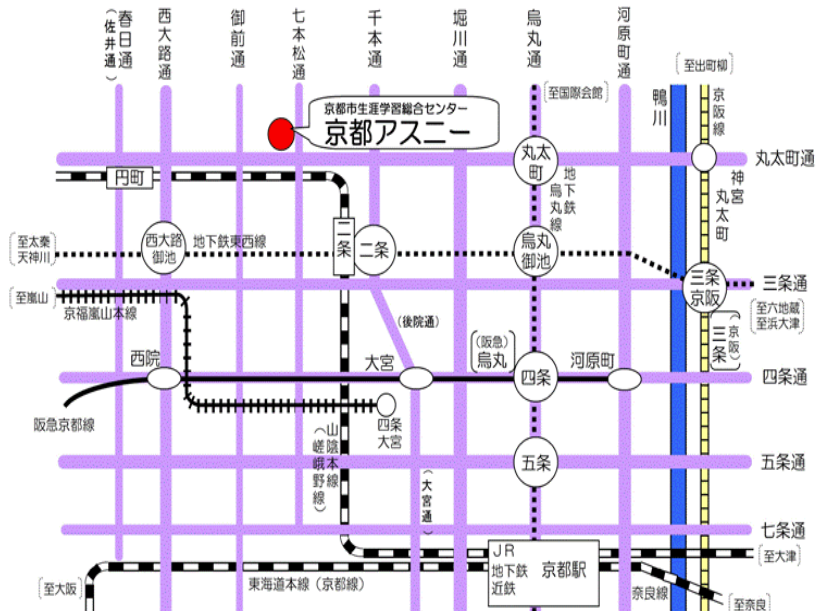 春日通
（佐井通）
西大路通
御前通
七本松通
千本通
堀川通
烏丸通
河原町通
至出町柳
至国際会館
鴨川
京阪線
京都市生涯学習総合センター
京都アスニー
丸太町
丸太町通
神宮丸太町
円町
地下鉄烏丸線
二条
二条
西大路
御池
地下鉄東西線
烏丸
御池
至太秦
天神川
三条
京阪
三条通
至嵐山
京福嵐山本線
至六地蔵
至浜大津
（後院通）
（京阪）
三条
西院
大宮
（阪急）
烏丸
四条
河原町
四条通
阪急京都線
四条
大宮
山陰本線
（嵯峨野線）
五条
五条通
（大宮通）
七条通
JR
地下鉄
近鉄
京都駅
至大津
至大阪
東海道本線（京都線）
奈良線
至奈良